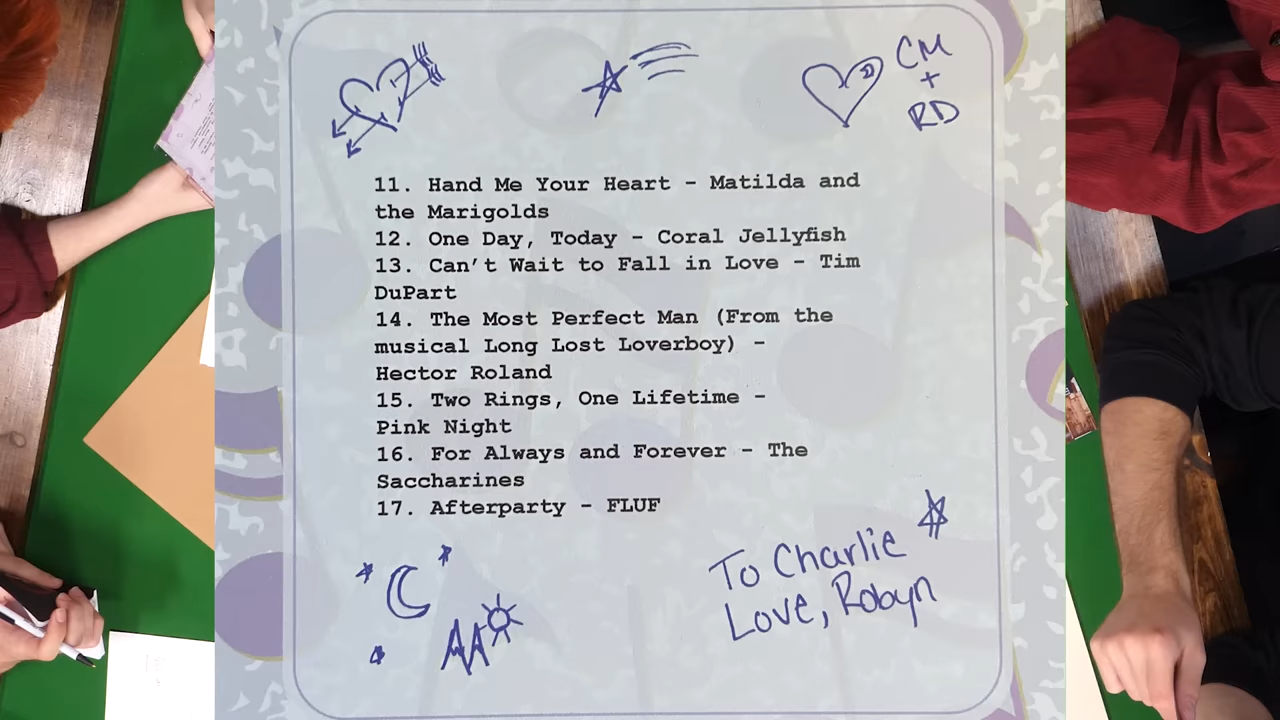 CM
+
RD
11. Hand Me Your Heart - Matilda and
the Marigolds
12. One Day, Today - Coral Jellyfish
13. Can't Wait to Fall in Love - Tim
DuPart
14. The Most Perfect Man (From the
musical Long Lost Loverboy) -
Hector Roland
15. Two Rings, One Lifetime -
Pink Night
16. For Always and Forever - The
Saccharines
17. Afterparty - FLUF
To Charlie
Love, Robyn